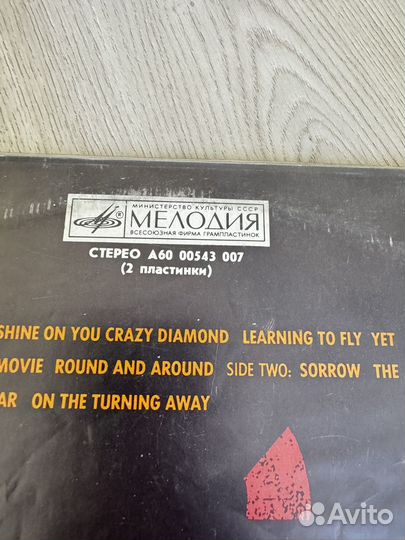 МИНИСТЕРСТВО КУЛЬТУРЫ СССР
® МЕЛОДИЯ
ВСЕСОЮЗНАЯ ФИРМА ГРАМПЛАСТИНОК
СТЕРЕО А60 00543 007
(2 пластинки)
SHINE ON YOU CRAZY DIAMOND LEARNING TO FLY YET
MOVIE ROUND AND AROUND SIDE TWO: SORROW THE
AR ON THE TURNING AWAY
Avito